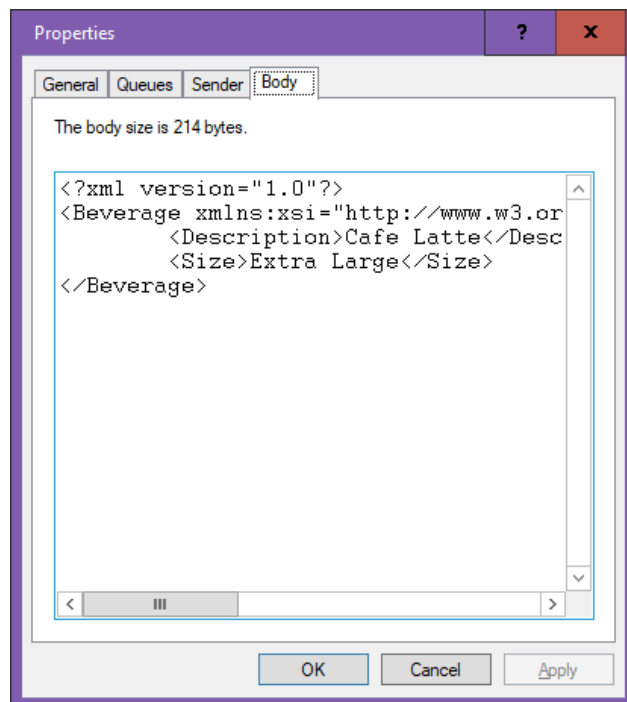 Properties
? x
General Queues Sender Body
The body size is 214 bytes.
<?xml version="1.0"?>
<Beverage xmlns:xsi="http://www.w3.or
<Description>Cafe Latte</Desc
<Size>Extra Large</Size>
</Beverage>
OK Cancel Apply